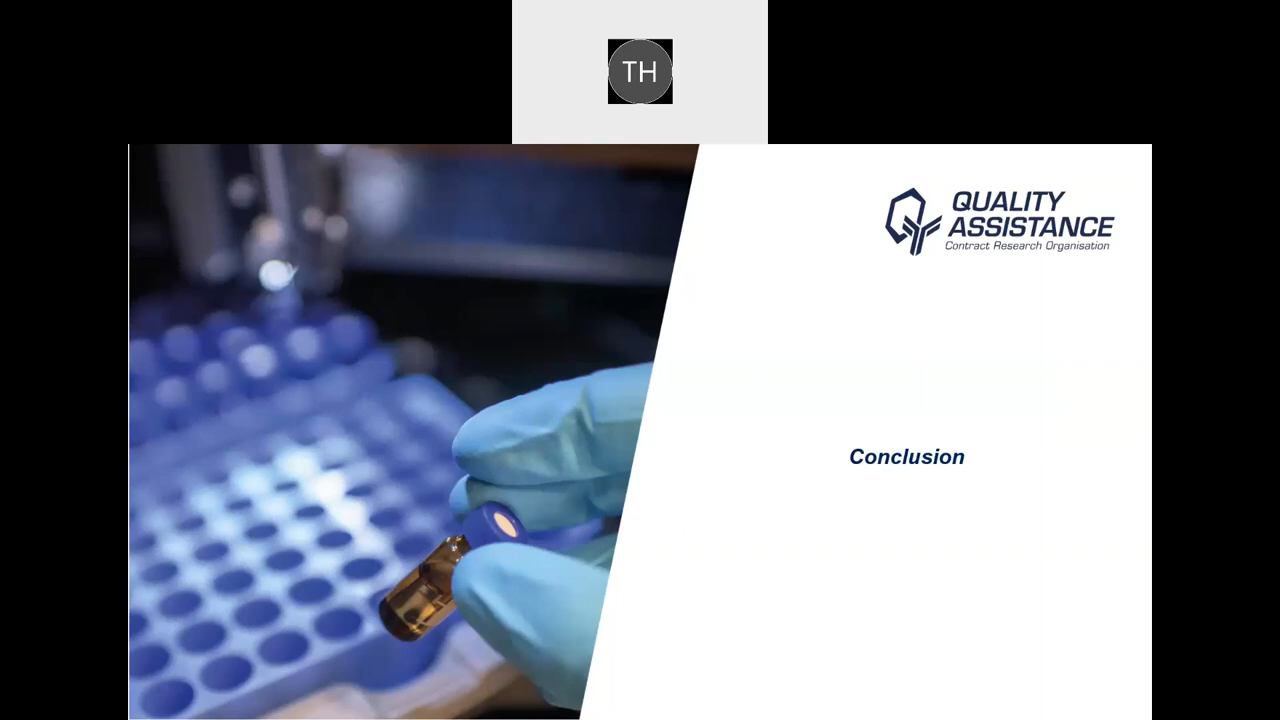 TH
QUALITY
ASSISTANCE
Contract Research Organisation
Conclusion